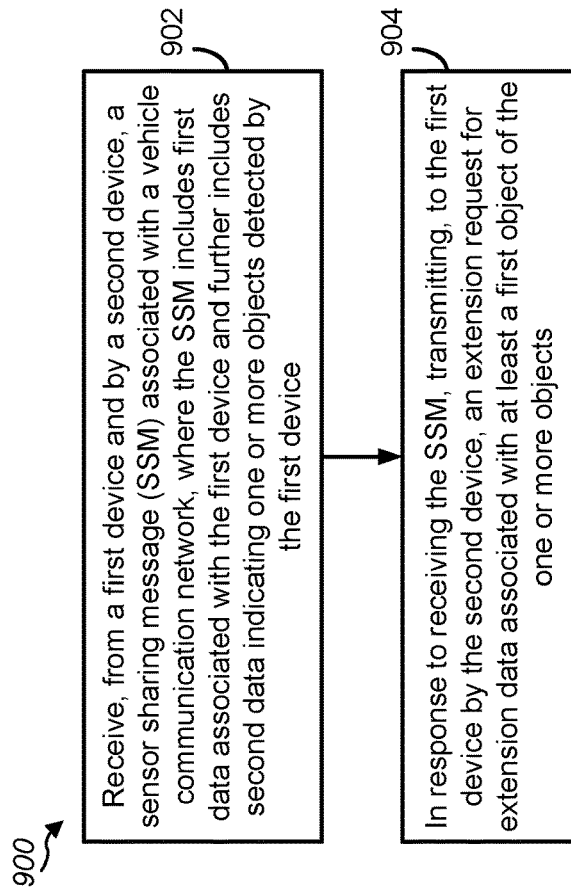 900
902
Receive, from a first device and by a second device, a
sensor sharing message (SSM) associated with a vehicle
communication network, where the SSM includes first
data associated with the first device and further includes
second data indicating one or more objects detected by
the first device
904
In response to receiving the SSM, transmitting, to the first
device by the second device, an extension request for
extension data associated with at least a first object of the
one or more objects